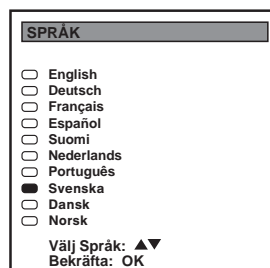 SPRÅK
English
Deutsch
Français
Español
Suomi
Nederlands
Português
Svenska
Dansk
Norsk
Välj Språk: ▲▼
Bekräfta: OK